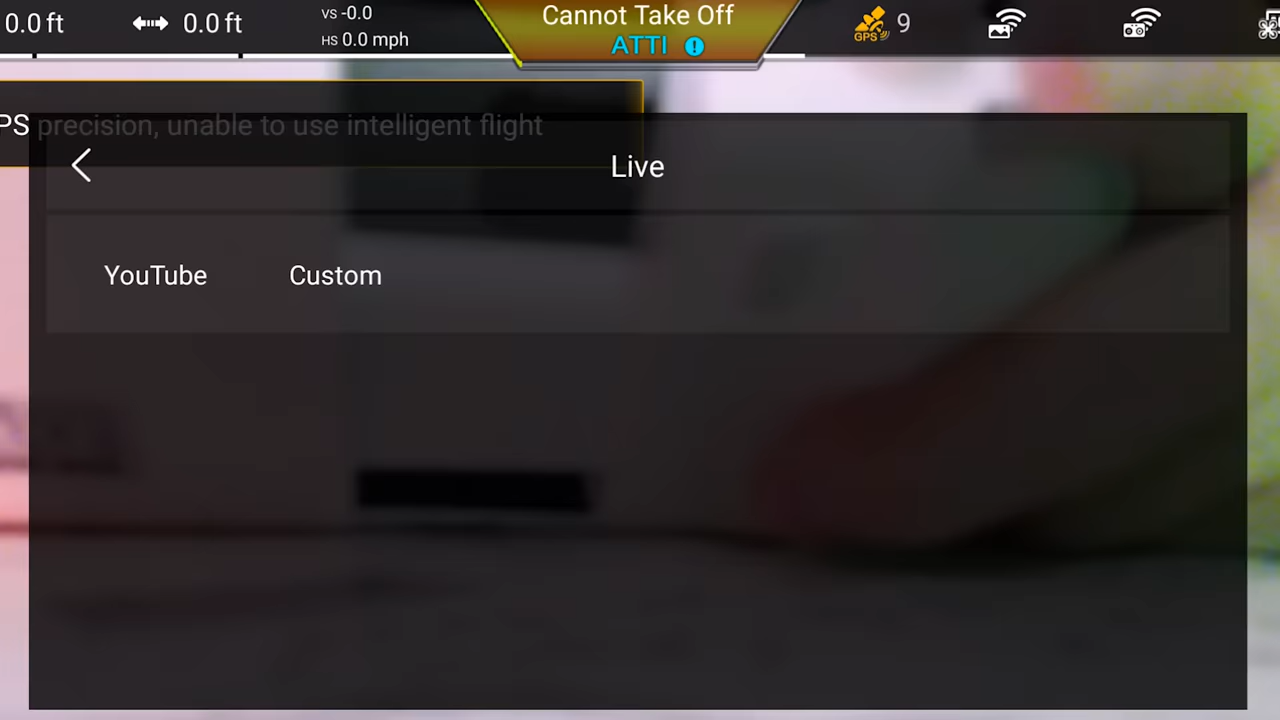 0.0 ft 0.0 ft VS -0.0 Cannot Take Off GPS 9
HS 0.0 mph ATTI
PS precision, unable to use intelligent flight
Live
YouTube Custom